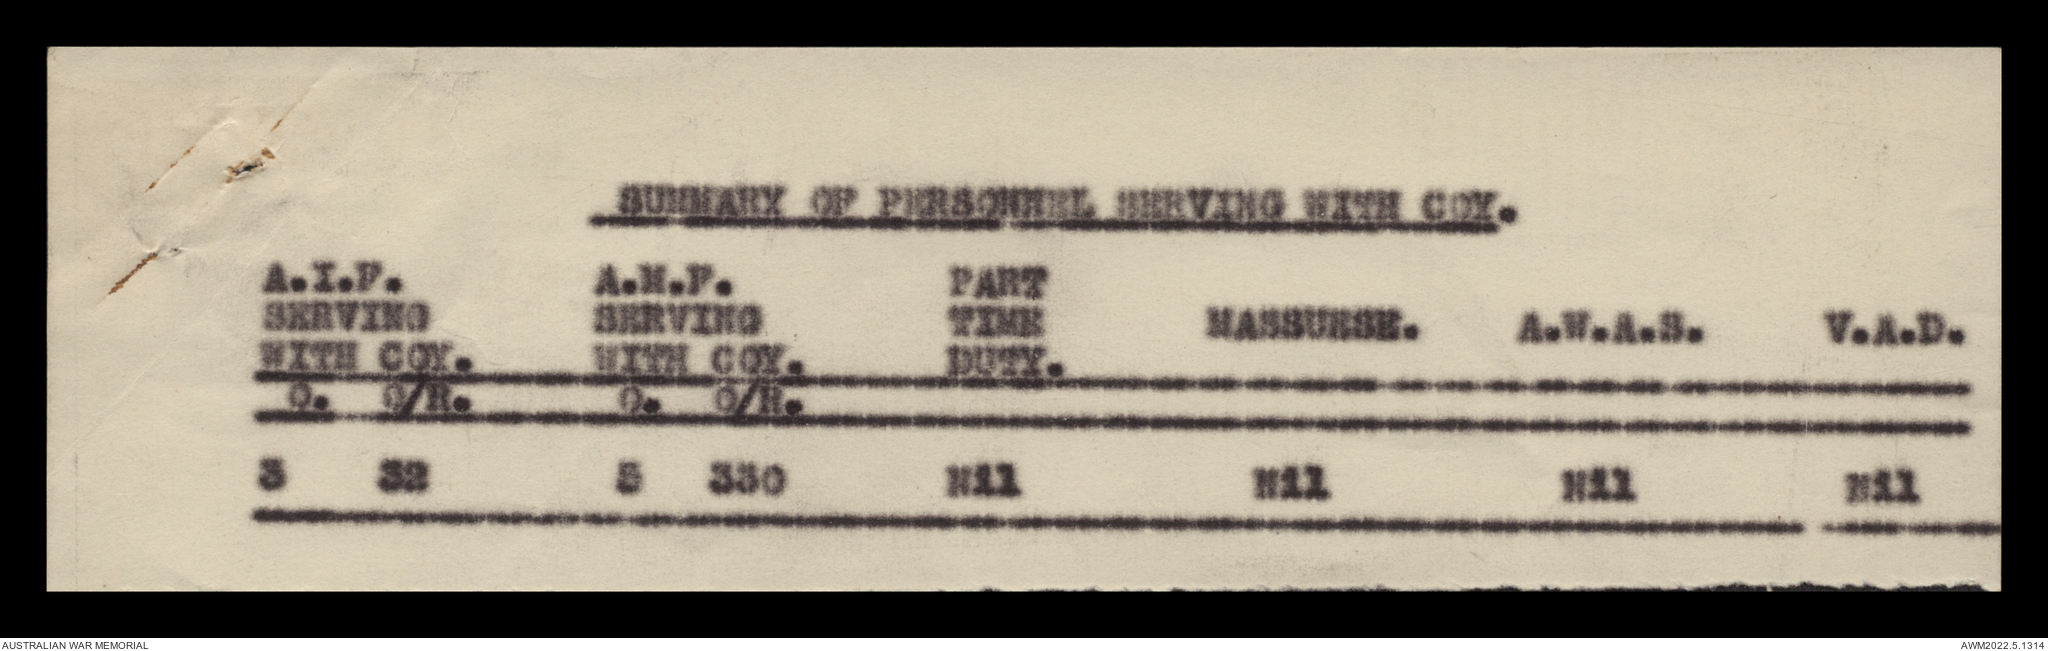 SUMMARY OF PERSONNEL SERVING WITH COY.
A.I.F. A.M.F. PART
SERVING SERVING TIME MASSUESE. A.W.A.S. V.A.D.
WITH COY. WITH COY. DUTY.
O. O/R. O. O/R.
3 32 5 330 Nil Nil Nil Nil
AUSTRALIAN WAR MEMORIAL AWM2022.5.1314